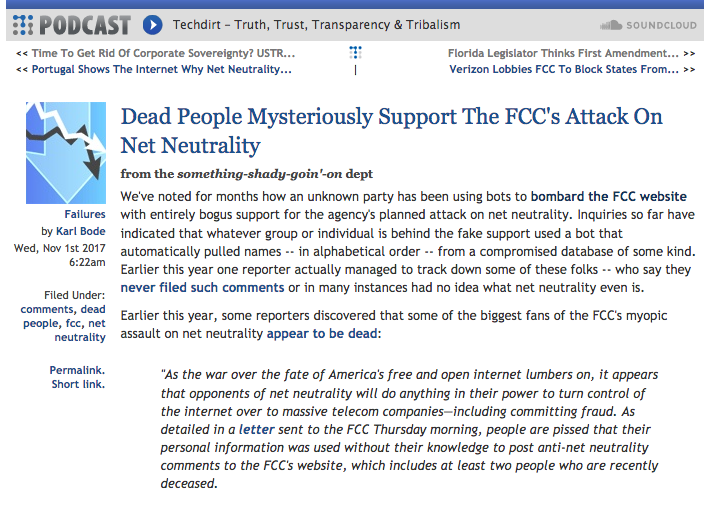 PODCAST Techdirt – Truth, Trust, Transparency & Tribalism SOUNDCLOUD
<< Time To Get Rid Of Corporate Sovereignty? USTR...
Florida Legislator Thinks First Amendment... >>
<< Portugal Shows The Internet Why Net Neutrality...
|
Verizon Lobbies FCC To Block States From... >>
Dead People Mysteriously Support The FCC's Attack On
Net Neutrality
from the something-shady-goin'-on dept
Failures
by Karl Bode
Wed, Nov 1st 2017
6:22am
Filed Under:
comments, dead
people, fcc, net
neutrality
Permalink.
Short link.
We've noted for months how an unknown party has been using bots to bombard the FCC website
with entirely bogus support for the agency's planned attack on net neutrality. Inquiries so far have
indicated that whatever group or individual is behind the fake support used a bot that
automatically pulled names -- in alphabetical order -- from a compromised database of some kind.
Earlier this year one reporter actually managed to track down some of these folks -- who say they
never filed such comments or in many instances had no idea what net neutrality even is.
Earlier this year, some reporters discovered that some of the biggest fans of the FCC's myopic
assault on net neutrality appear to be dead:
"As the war over the fate of America's free and open internet lumbers on, it appears
that opponents of net neutrality will do anything in their power to turn control of
the internet over to massive telecom companies—including committing fraud. As
detailed in a letter sent to the FCC Thursday morning, people are pissed that their
personal information was used without their knowledge to post anti-net neutrality
comments to the FCC's website, which includes at least two people who are recently
deceased.